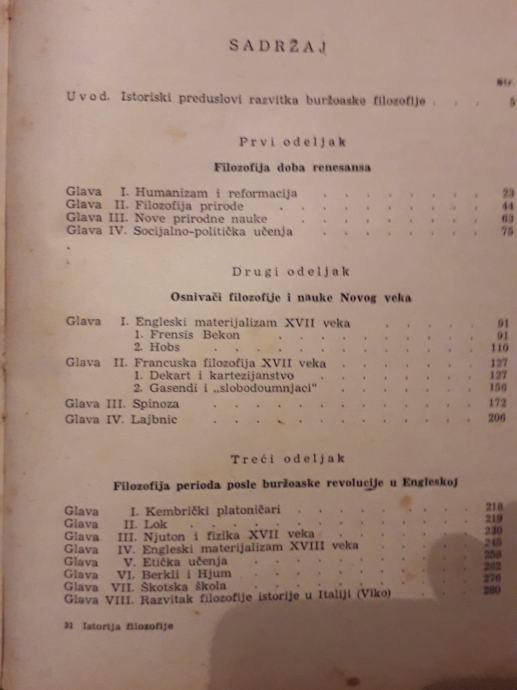 SADRŽAJ
Str.
Uvod. Istoriski preduslovi razvitka buržoaske filozofije . . . 5
Prvi odeljak
Filozofija doba renesansa
Glava I. Humanizam i reformacija . . . . . . . . 23
Glava II. Filozofija prirode . . . . . . . . . 44
Glava III. Nove prirodne nauke . . . . . . . . 63
Glava IV. Socijalno-politička učenja . . . . . . . 75
Drugi odeljak
Osnivači filozofije i nauke Novog veka
Glava I. Engleski materijalizam XVII veka . . . . . 91
1. Frensis Bekon . . . . . . . . 91
2. Hobs . . . . . . . . . . 110
Glava II. Francuska filozofija XVII veka . . . . . . 127
1. Dekart i kartezijanstvo . . . . . . 127
2. Gasendi i „slobodoumnjaci" . . . . . 156
Glava III. Spinoza . . . . . . . . . . 172
Glava IV. Lajbnic . . . . . . . . . . 206
Treći odeljak
Filozofija perioda posle buržoaske revolucije u Engleskoj
Glava I. Kembrički platoničari . . . . . . . 218
Glava II. Lok . . . . . . . . . . . 219
Glava III. Njuton i fizika XVII veka . . . . . . 230
Glava IV. Engleski materijalizam XVIII veka . . . . 245
Glava V. Etička učenja . . . . . . . . . 258
Glava VI. Berkli i Hjum . . . . . . . . . 262
Glava VII. Škotska škola . . . . . . . . . 276
Glava VIII. Razvitak filozofije istorije u Italiji (Viko) . . . 280
31 Istorija filozofije